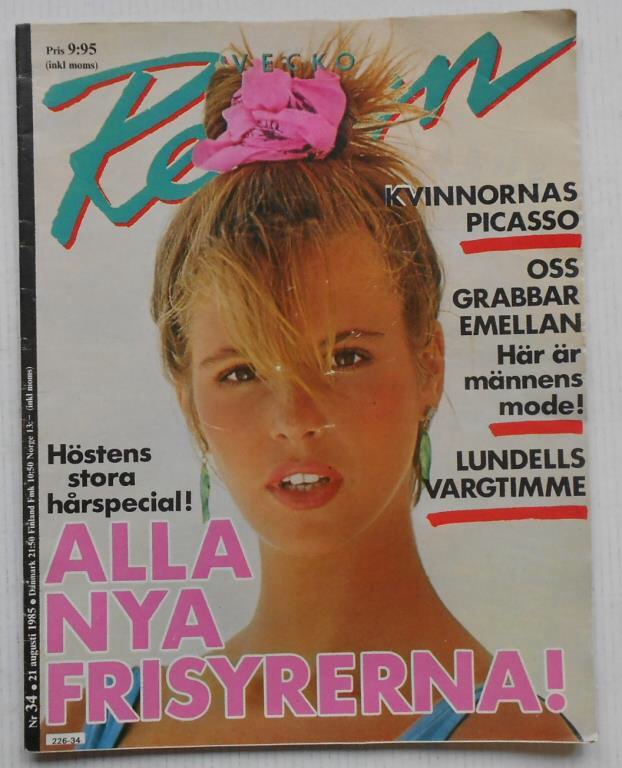 Pris 9:95
(inkl moms)
VECKO
KVINNORNAS
PICASSO
OSS
GRABBAR
EMELLAN
Här är
männens
mode!
LUNDELLS
VARGTIMME
Höstens
stora
hårspecial!
ALLA
NYA
FRISYRERNA!
Nr 34 • 21 augusti 1985 • Danmark 21:50 Finland Fmk 10:50 Norge 13:- (inkl moms)
226-34